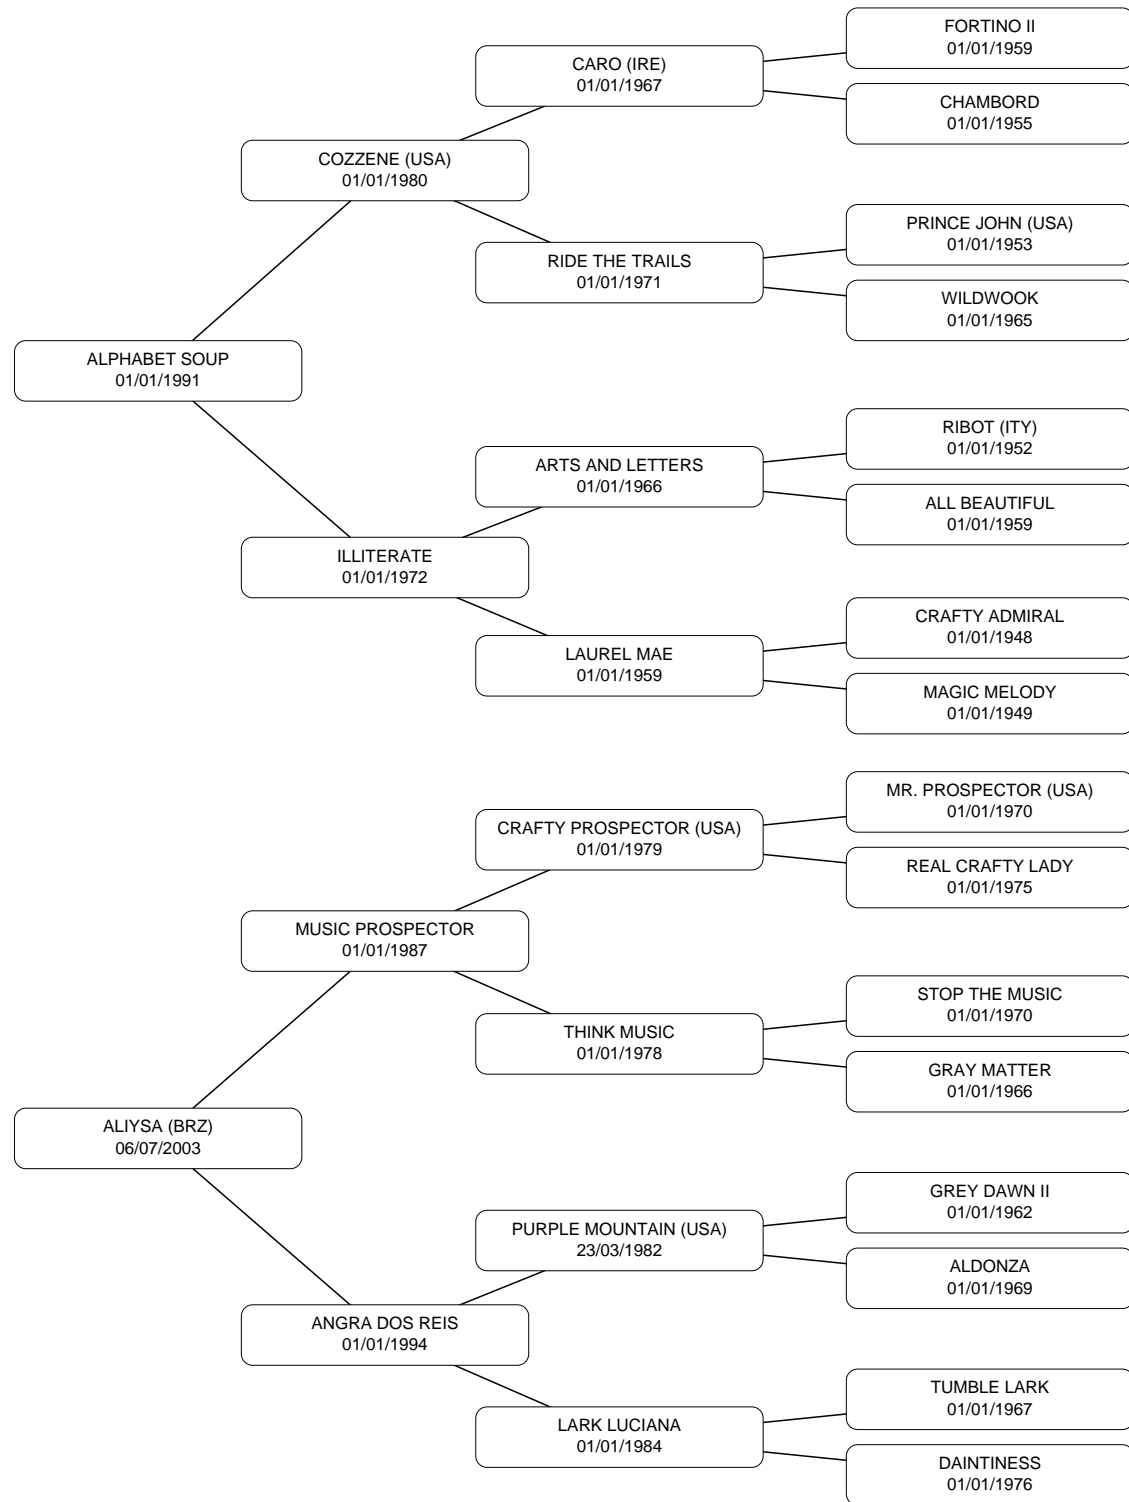 FORTINO II
01/01/1959
CARO (IRE)
01/01/1967
CHAMBORD
01/01/1955
COZZENE (USA)
01/01/1980
PRINCE JOHN (USA)
01/01/1953
RIDE THE TRAILS
01/01/1971
WILDWOOK
01/01/1965
ALPHABET SOUP
01/01/1991
RIBOT (ITY)
01/01/1952
ARTS AND LETTERS
01/01/1966
ALL BEAUTIFUL
01/01/1959
ILLITERATE
01/01/1972
CRAFTY ADMIRAL
01/01/1948
LAUREL MAE
01/01/1959
MAGIC MELODY
01/01/1949
MR. PROSPECTOR (USA)
01/01/1970
CRAFTY PROSPECTOR (USA)
01/01/1979
REAL CRAFTY LADY
01/01/1975
MUSIC PROSPECTOR
01/01/1987
STOP THE MUSIC
01/01/1970
THINK MUSIC
01/01/1978
GRAY MATTER
01/01/1966
ALIYSA (BRZ)
06/07/2003
GREY DAWN II
01/01/1962
PURPLE MOUNTAIN (USA)
23/03/1982
ALDONZA
01/01/1969
ANGRA DOS REIS
01/01/1994
TUMBLE LARK
01/01/1967
LARK LUCIANA
01/01/1984
DAINTINESS
01/01/1976